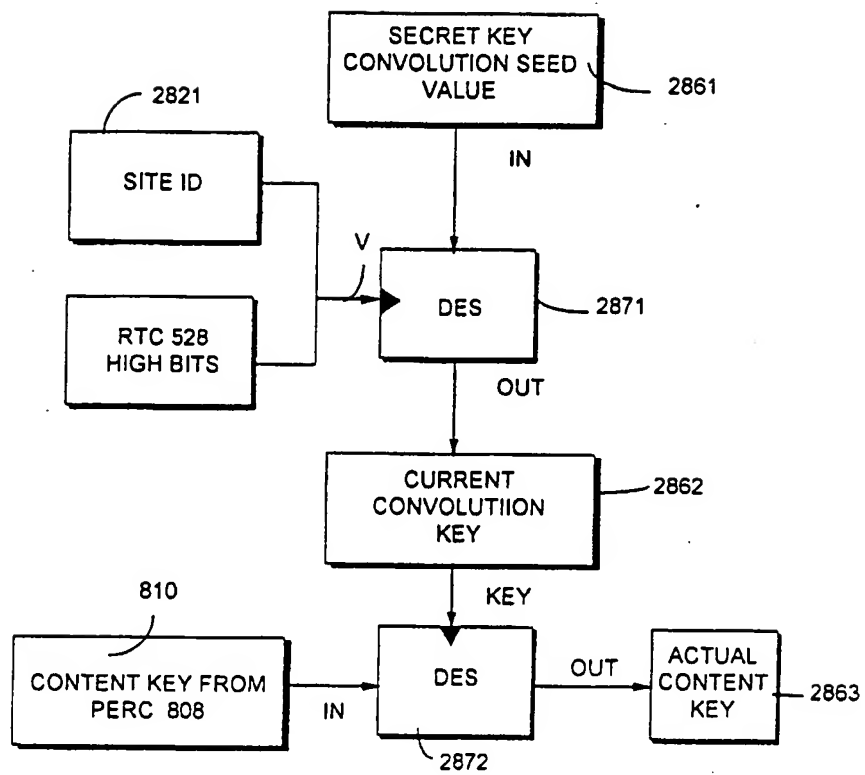 SECRET KEY
CONVOLUTION SEED
VALUE
2861
2821
IN
SITE ID
V
DES
2871
RTC 528
HIGH BITS
OUT
CURRENT
CONVOLUTIION
KEY
2862
810
KEY
CONTENT KEY FROM
PERC 808
IN
DES
OUT
ACTUAL
CONTENT
KEY
2863
2872